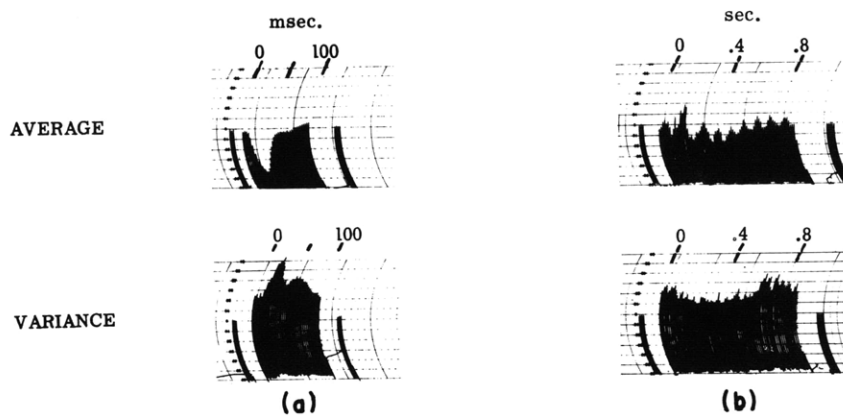 msec.
0 100
sec.
0 .4 .8
AVERAGE
0 100
0 .4 .8
VARIANCE
(a)
(b)